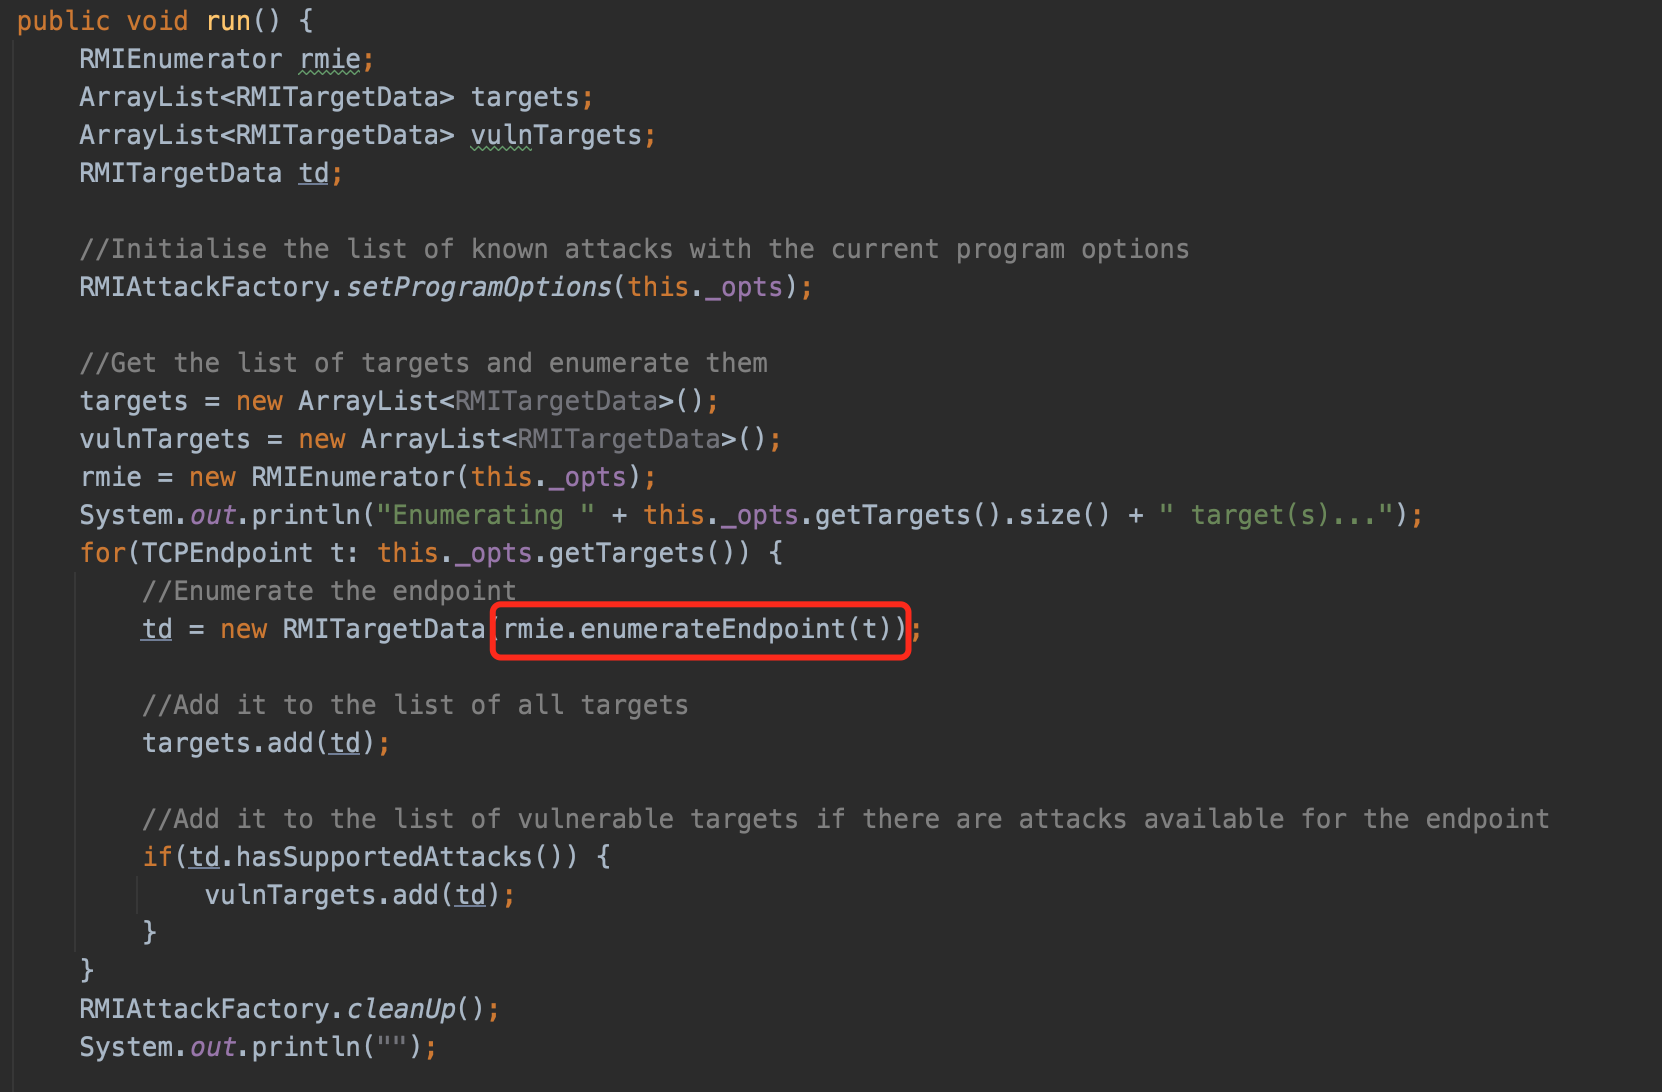 public void run() {
RMIEnumerator rmie;
ArrayList<RMITargetData> targets;
ArrayList<RMITargetData> vulnTargets;
RMITargetData td;
//Initialise the list of known attacks with the current program options
RMIAttackFactory.setProgramOptions(this._opts);
//Get the list of targets and enumerate them
targets = new ArrayList<RMITargetData>();
vulnTargets = new ArrayList<RMITargetData>();
rmie = new RMIEnumerator(this._opts);
System.out.println("Enumerating " + this._opts.getTargets().size() + " target(s)...");
for(TCPEndpoint t: this._opts.getTargets()) {
//Enumerate the endpoint
td = new RMITargetData(rmie.enumerateEndpoint(t));
//Add it to the list of all targets
targets.add(td);
//Add it to the list of vulnerable targets if there are attacks available for the endpoint
if(td.hasSupportedAttacks()) {
vulnTargets.add(td);
}
}
RMIAttackFactory.cleanUp();
System.out.println("");